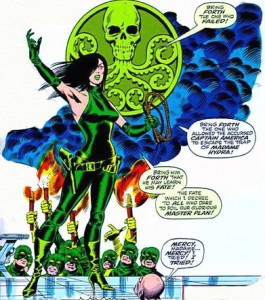 BRING
FORTH
THE ONE WHO
FAILED!
BRING
FORTH THE
ONE WHO
ALLOWED THE ACCURSED
CAPTAIN AMERICA
TO ESCAPE THE TRAP
OF MADAME
HYDRA!
BRING HIM
FORTH THAT
HE MAY LEARN
HIS FATE!
THE FATE
WHICH I DECREE
TO ALL WHO DARE
TO FOIL OUR GLORIOUS
MASTER PLAN!
MERCY,
MADAME...
MERCY!
I TRIED! I
TRIED!